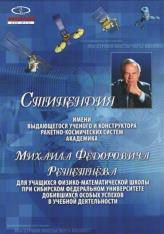 Стипендия
ИМЕНИ
ВЫДАЮЩЕГОСЯ УЧЕНОГО И КОНСТРУКТОРА
РАКЕТНО-КОСМИЧЕСКИХ СИСТЕМ
АКАДЕМИКА
Михаила Федоровича
Решетнева
ДЛЯ УЧАЩИХСЯ ФИЗИКО-МАТЕМАТИЧЕСКОЙ ШКОЛЫ
ПРИ СИБИРСКОМ ФЕДЕРАЛЬНОМ УНИВЕРСИТЕТЕ
ДОБИВШИХСЯ ОСОБЫХ УСПЕХОВ
В УЧЕБНОЙ ДЕЯТЕЛЬНОСТИ